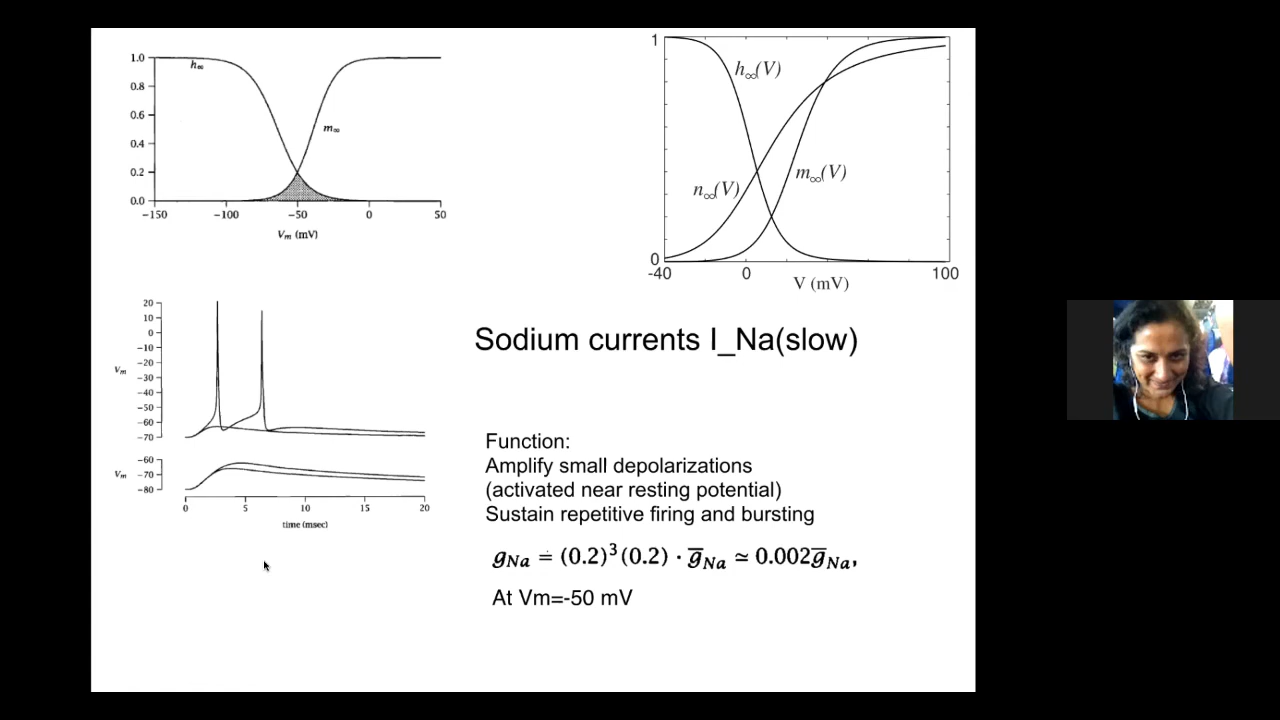 1.0
0.8
0.6
0.4
0.2
0.0
h∞
m∞
−150 −100 −50 0 50
Vm (mV)
1
0
h∞(V)
n∞(V)
m∞(V)
-40 0 100
V (mV)
20
10
0
−10
−20
−30
−40
−50
−60
−70
Vm
−60
−70
−80
Vm
0 5 10 15 20
time (msec)
Sodium currents I_Na(slow)
Function:
Amplify small depolarizations
(activated near resting potential)
Sustain repetitive firing and bursting
gNa = (0.2)³(0.2) · g̅Na ≃ 0.002g̅Na,
At Vm=-50 mV